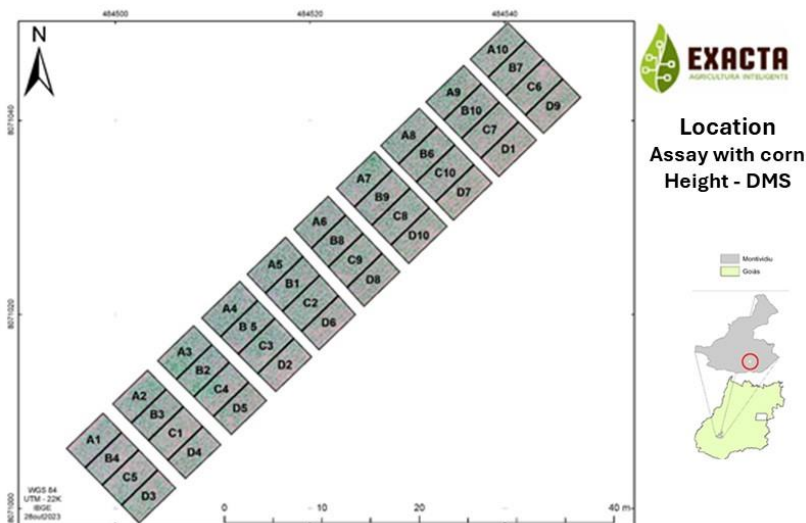 484500 484520 484540
N
8071040
8071020
8071000
A10
B7
C6
D9
A9
B10
C7
D1
A8
B6
C10
D7
A7
B9
C8
D10
A6
B8
C9
D8
A5
B1
C2
D6
A4
B 5
C3
D2
A3
B2
C4
D5
A2
B3
C1
D4
A1
B4
C5
D3
WGS 84
UTM - 22K
IBGE
28out2023
0 10 20 40 m
EXACTA
AGRICULTURA INTELIGENTE
Location
Assay with corn
Height - DMS
Montividiu
Goiás